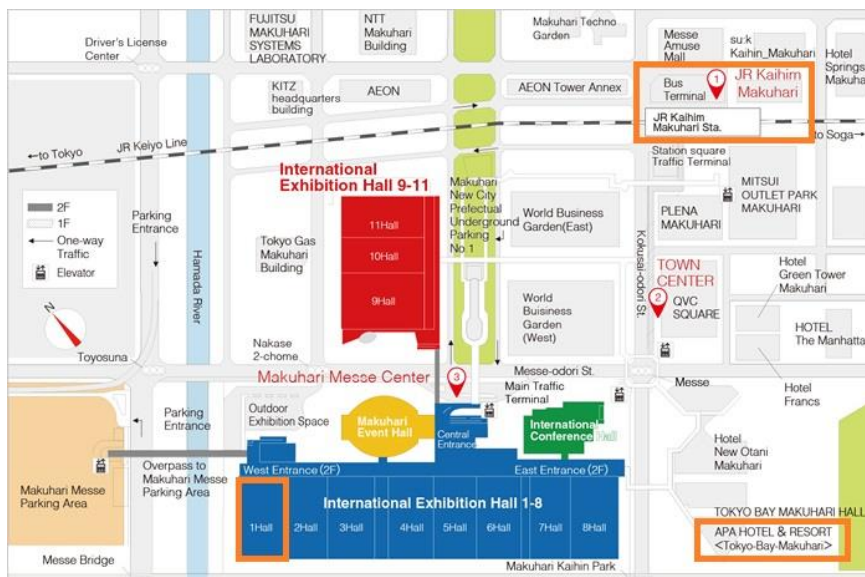 FUJITSU
MAKUHARI
SYSTEMS
LABORATORY
NTT
Makuhari
Building
Makuhari Techno
Garden
Messe
Amuse
Mall
su:k
Kaihin_Makuhari
Hotel
Springs
Makuha
Driver's License
Center
KITZ
headquarters
building
AEON
AEON Tower Annex
Bus
Terminal
1
JR Kaihim
Makuhari
JR Kaihim
Makuhari Sta.
to Tokyo
JR Keiyo Line
to Soga
Station square
Traffic Terminal
2F
1F
One-way
Traffic
Elevator
Parking
Entrance
International
Exhibition Hall 9-11
11Hall
10Hall
9Hall
Makuhari
New City
Prefectual
Underground
Parking
No 1
World Business
Garden(East)
MITSUI
OUTLET PARK
MAKUHARI
PLENA
MAKUHARI
Tokyo Gas
Makuhari
Building
Hamada River
Kokusai-odori St.
TOWN
CENTER
2
QVC
SQUARE
Hotel
Green Tower
Makuhari
World
Buisiness
Garden
(West)
HOTEL
The Manhatta
N
Toyosuna
Nakase
2-chome
Messe-odori St.
Makuhari Messe Center
3
Main Traffic
Terminal
Messe
Hotel
Francs
Parking
Entrance
Outdoor
Exhibition Space
Makuhari
Event Hall
Central
Entrance
International
Conference Hall
Hotel
New Otani
Makuhari
Makuhari Messe
Parking Area
Overpass to
Makuhari Messe
Parking Area
West Entrance (2F)
East Entrance (2F)
International Exhibition Hall 1-8
1Hall
2Hall
3Hall
4Hall
5Hall
6Hall
7Hall
8Hall
TOKYO BAY MAKUHARI HALL
APA HOTEL & RESORT
<Tokyo-Bay-Makuhari>
Messe Bridge
Makuhari Kaihin Park